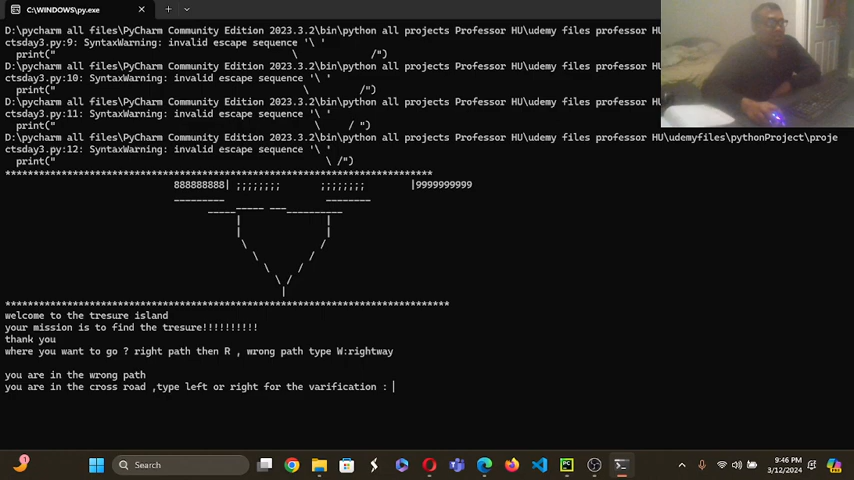 C:\WINDOWS\py.exe
D:\pycharm all files\PyCharm Community Edition 2023.3.2\bin\python all projects Professor HU\udemy files professor HU
ctsday3.py:9: SyntaxWarning: invalid escape sequence '\ '
print(" \ /")
D:\pycharm all files\PyCharm Community Edition 2023.3.2\bin\python all projects Professor HU\udemy files professor HU
ctsday3.py:10: SyntaxWarning: invalid escape sequence '\ '
print(" \ /")
D:\pycharm all files\PyCharm Community Edition 2023.3.2\bin\python all projects Professor HU\udemy files professor HU
ctsday3.py:11: SyntaxWarning: invalid escape sequence '\ '
print(" \ / ")
D:\pycharm all files\PyCharm Community Edition 2023.3.2\bin\python all projects Professor HU\udemy files professor HU\udemyfiles\pythonProject\proje
ctsday3.py:12: SyntaxWarning: invalid escape sequence '\ '
print(" \ /")
888888888| ;;;;;;;; ;;;;;;;; |9999999999
welcome to the tresure island
your mission is to find the tresure!!!!!!!!!!
thank you
where you want to go ? right path then R , wrong path type W:rightway
you are in the wrong path
you are in the cross road ,type left or right for the varification :
Search
9:46 PM
3/12/2024